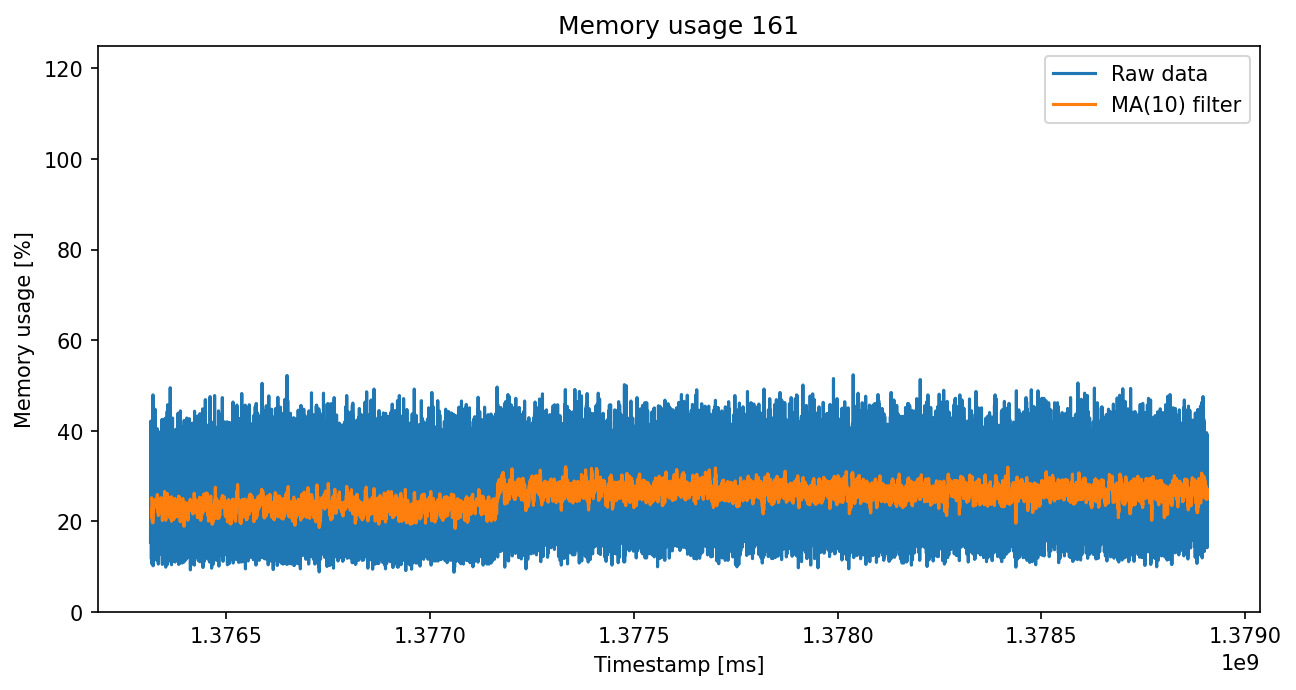 Memory usage 161
Raw data
MA(10) filter
Memory usage [%]
120
100
80
60
40
20
0
1.3765 1.3770 1.3775 1.3780 1.3785 1.3790
1e9
Timestamp [ms]